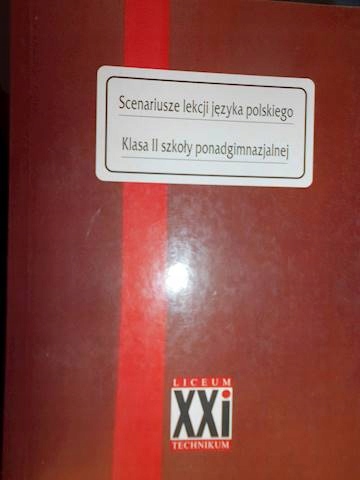 Scenariusze lekcji języka polskiego
Klasa II szkoły ponadgimnazjalnej
LICEUM
XXi
TECHNIKUM